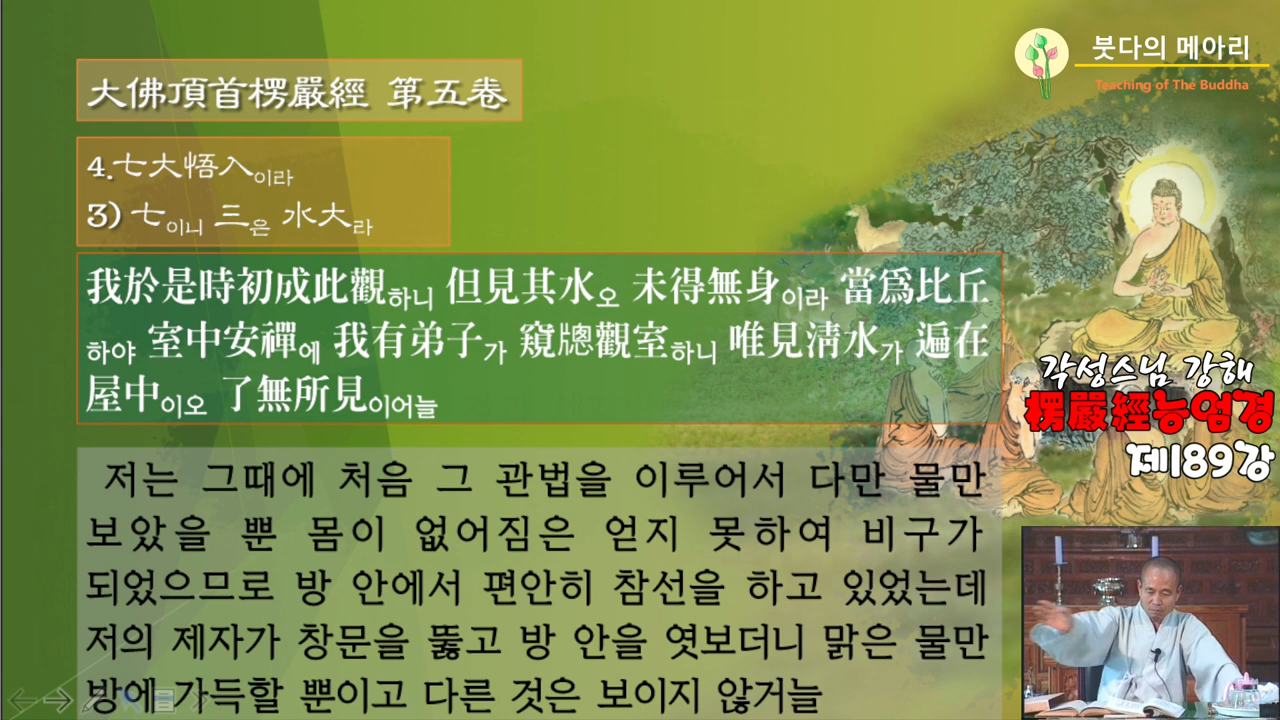 大佛頂首楞嚴經 第五卷
붓다의 메아리
Teaching of The Buddha
4.七大悟入이라
3) 七이니 三은 水大라
我於是時初成此觀하니 但見其水오 未得無身이라 當爲比丘
하야 室中安禪에 我有弟子가 窺牕觀室하니 唯見淸水가 遍在
屋中이오 了無所見이어늘
각성스님 강해
楞嚴經능엄경
제189강
저는 그때에 처음 그 관법을 이루어서 다만 물만
보았을 뿐 몸이 없어짐은 얻지 못하여 비구가
되었으므로 방 안에서 편안히 참선을 하고 있었는데
저의 제자가 창문을 뚫고 방 안을 엿보더니 맑은 물만
방에 가득할 뿐이고 다른 것은 보이지 않거늘